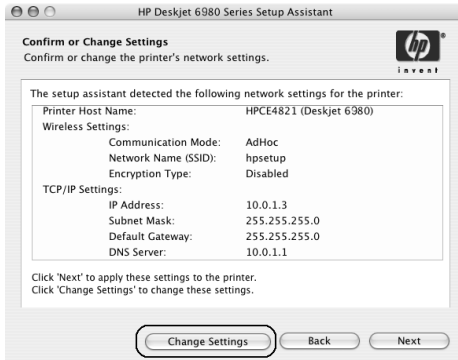 HP Deskjet 6980 Series Setup Assistant
Confirm or Change Settings
Confirm or change the printer's network settings.
hp
i n v e n t
The setup assistant detected the following network settings for the printer:
Printer Host Name: HPCE4821 (Deskjet 6980)
Wireless Settings:
Communication Mode: AdHoc
Network Name (SSID): hpsetup
Encryption Type: Disabled
TCP/IP Settings:
IP Address: 10.0.1.3
Subnet Mask: 255.255.255.0
Default Gateway: 255.255.255.0
DNS Server: 10.0.1.1
Click 'Next' to apply these settings to the printer.
Click 'Change Settings' to change these settings.
Change Settings Back Next